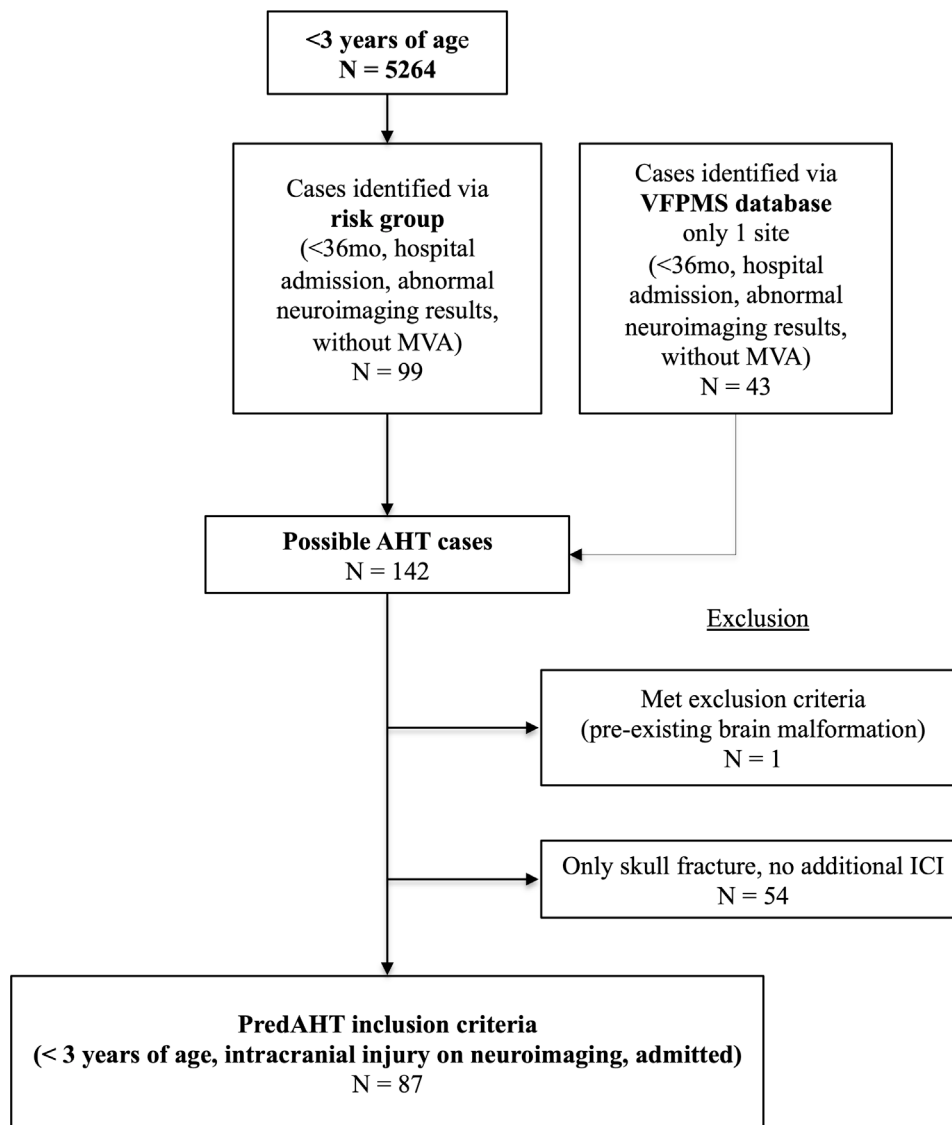 <3 years of age
N = 5264
Cases identified via
risk group
(<36mo, hospital
admission, abnormal
neuroimaging results,
without MVA)
N = 99
Cases identified via
VFPMS database
only 1 site
(<36mo, hospital
admission, abnormal
neuroimaging results,
without MVA)
N = 43
Possible AHT cases
N = 142
Exclusion
Met exclusion criteria
(pre-existing brain malformation)
N = 1
Only skull fracture, no additional ICI
N = 54
PredAHT inclusion criteria
(< 3 years of age, intracranial injury on neuroimaging, admitted)
N = 87